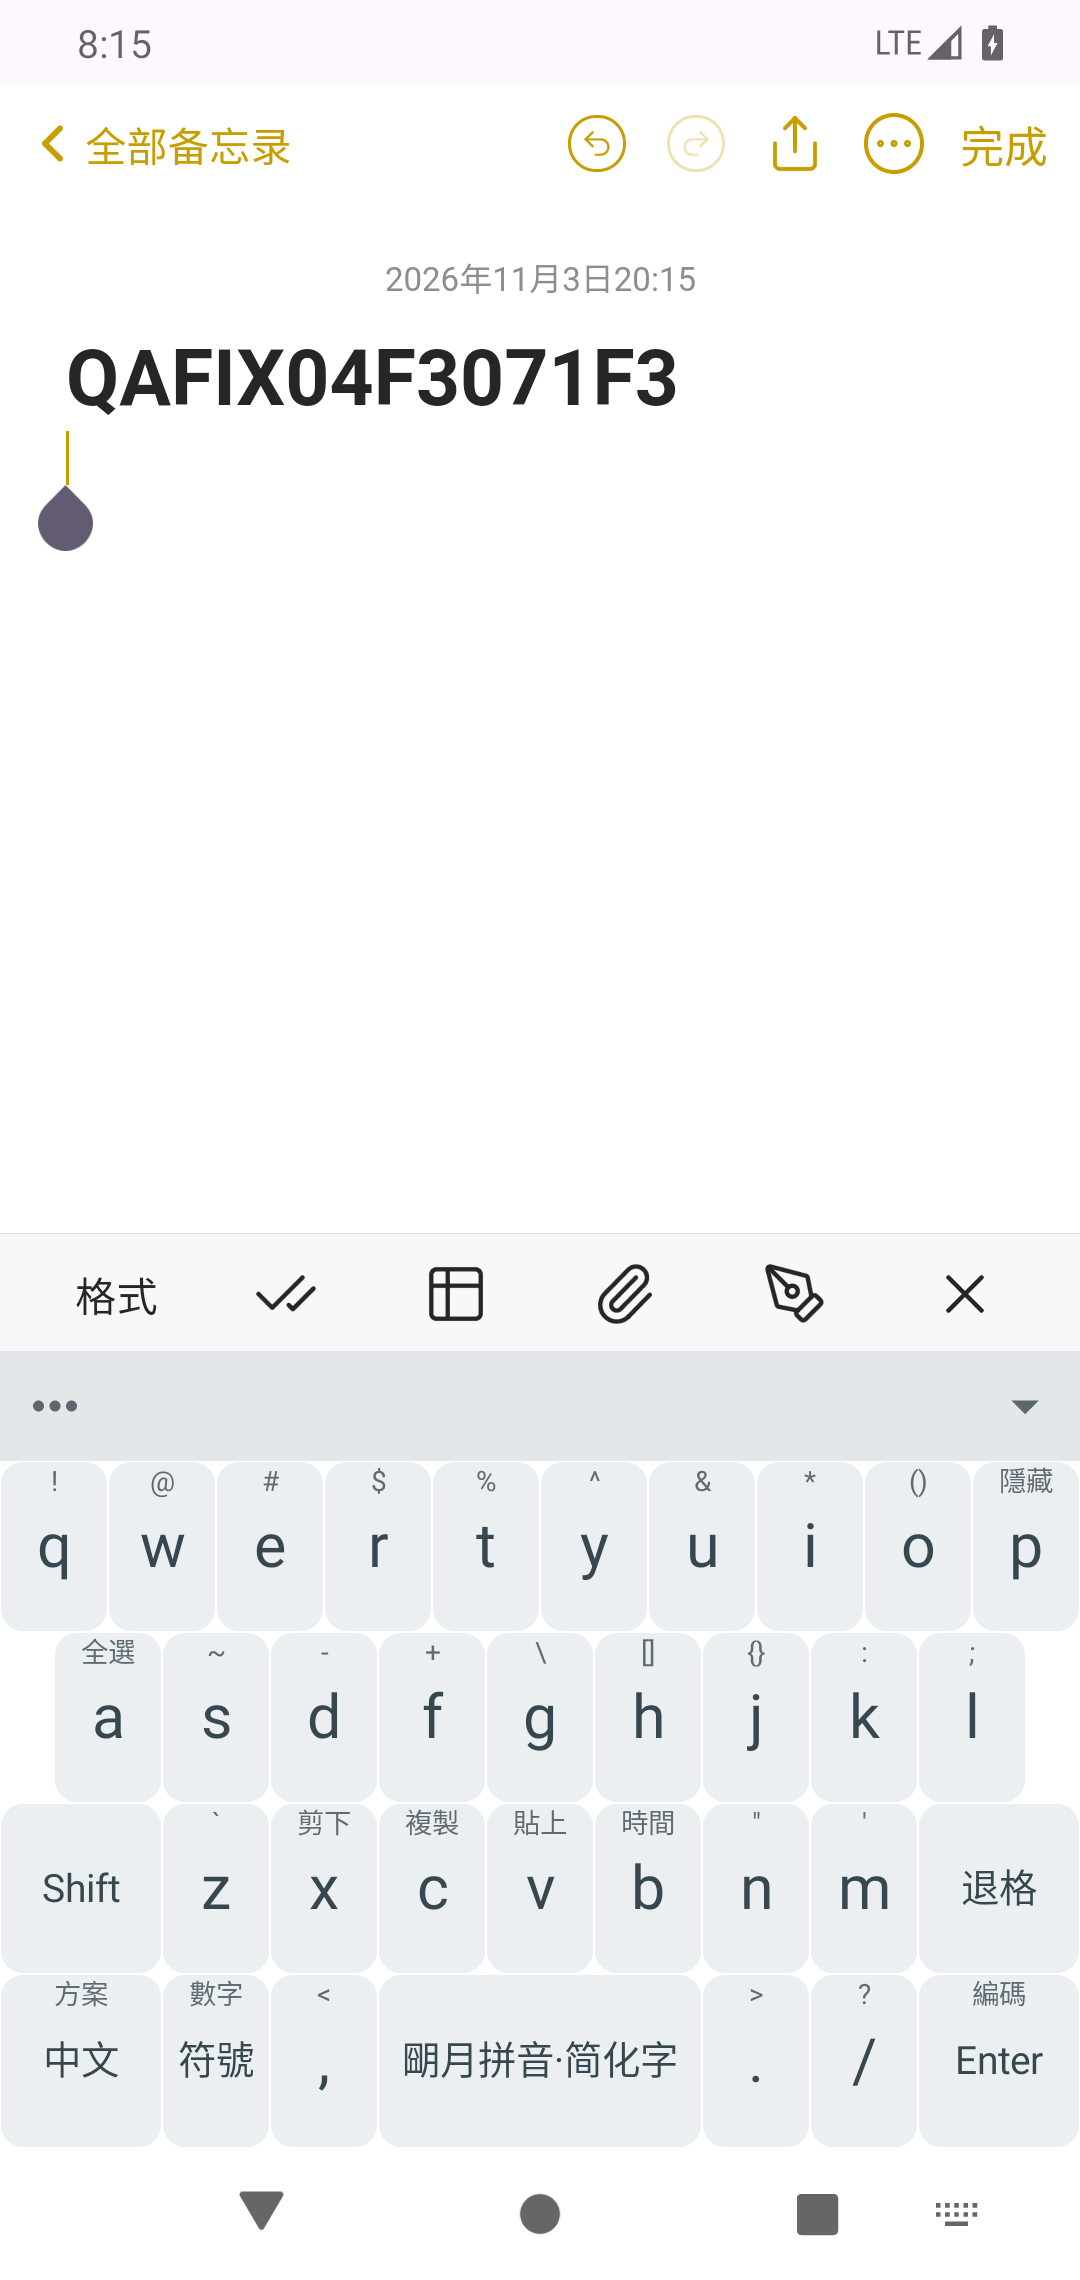 8:15 LTE
全部备忘录 完成
2026年11月3日20:15
QAFIX04F3071F3
格式
! @ # $ % ^ & * () 隱藏
q w e r t y u i o p
全選 ~ - + \ [] {} : ;
a s d f g h j k l
` 剪下 複製 貼上 時間 " '
Shift z x c v b n m 退格
方案 數字 < > ? 編碼
中文 符號 , 朙月拼音·简化字 . / Enter